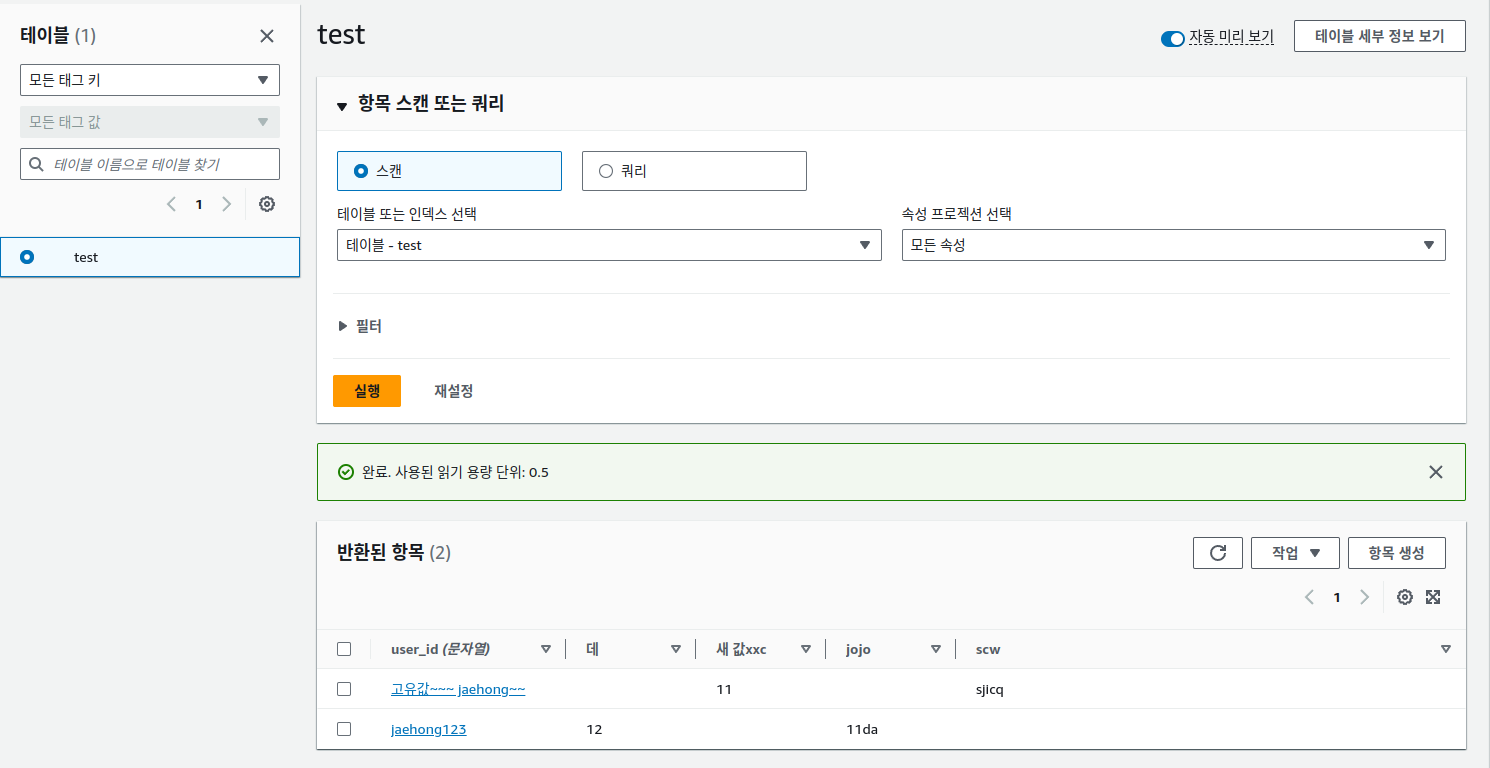 테이블 (1)
모든 태그 키
모든 태그 값
테이블 이름으로 테이블 찾기
1
test
test
자동 미리 보기
테이블 세부 정보 보기
항목 스캔 또는 쿼리
스캔
쿼리
테이블 또는 인덱스 선택
속성 프로젝션 선택
테이블 - test
모든 속성
필터
실행
재설정
완료. 사용된 읽기 용량 단위: 0.5
반환된 항목 (2)
작업
항목 생성
1
user_id (문자열) 데 새 값xxc jojo scw
고유값~~~ jaehong~~ 11 sjicq
jaehong123 12 11da